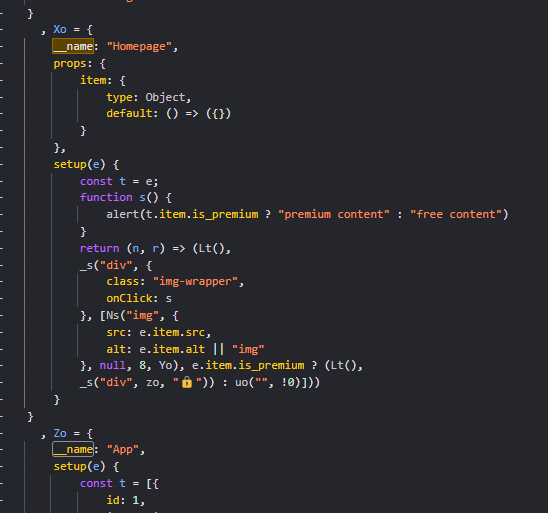 }
, Xo = {
__name: "Homepage",
props: {
item: {
type: Object,
default: () => ({})
}
},
setup(e) {
const t = e;
function s() {
alert(t.item.is_premium ? "premium content" : "free content")
}
return (n, r) => (Lt(),
_s("div", {
class: "img-wrapper",
onClick: s
}, [Ns("img", {
src: e.item.src,
alt: e.item.alt || "img"
}, null, 8, Yo), e.item.is_premium ? (Lt(),
_s("div", zo, "🔒")) : uo("", !0)]))
}
}
, Zo = {
__name: "App",
setup(e) {
const t = [{
id: 1,